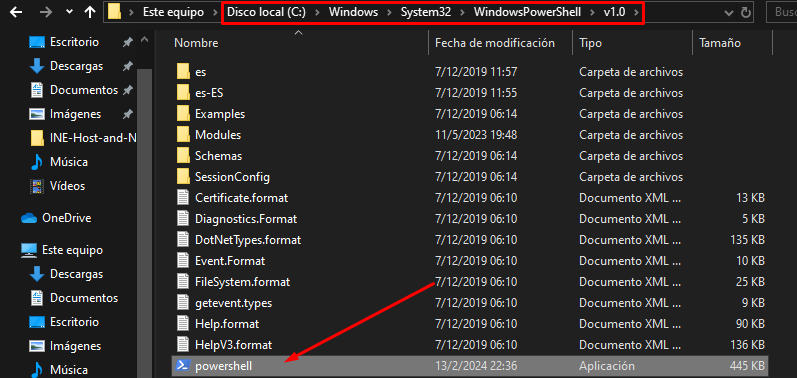 Este equipo > Disco local (C:) > Windows > System32 > WindowsPowerShell > v1.0 >
Escritorio
Descargas
Documentos
Imágenes
INE-Host-and-N
Música
Vídeos
OneDrive
Este equipo
Descargas
Documentos
Escritorio
Imágenes
Música
Nombre Fecha de modificación Tipo Tamaño
es 7/12/2019 11:57 Carpeta de archivos
es-ES 7/12/2019 11:55 Carpeta de archivos
Examples 7/12/2019 06:14 Carpeta de archivos
Modules 11/5/2023 19:48 Carpeta de archivos
Schemas 7/12/2019 06:14 Carpeta de archivos
SessionConfig 7/12/2019 06:14 Carpeta de archivos
Certificate.format 7/12/2019 06:10 Documento XML ... 13 KB
Diagnostics.Format 7/12/2019 06:10 Documento XML ... 5 KB
DotNetTypes.format 7/12/2019 06:10 Documento XML ... 135 KB
Event.Format 7/12/2019 06:10 Documento XML ... 10 KB
FileSystem.format 7/12/2019 06:10 Documento XML ... 25 KB
getevent.types 7/12/2019 06:10 Documento XML ... 9 KB
Help.format 7/12/2019 06:10 Documento XML ... 90 KB
HelpV3.format 7/12/2019 06:10 Documento XML ... 136 KB
powershell 13/2/2024 22:36 Aplicación 445 KB